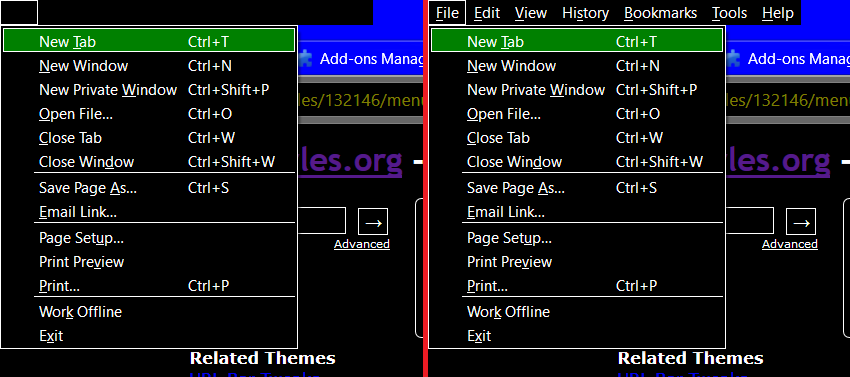 New Tab Ctrl+T
New Window Ctrl+N
Add-ons Manag
New Private Window Ctrl+Shift+P
les/132146/menu
Open File... Ctrl+O
Close Tab Ctrl+W
Close Window Ctrl+Shift+W
les.org -
Save Page As... Ctrl+S
Email Link...
→
Page Setup...
Advanced
Print Preview
Print... Ctrl+P
Work Offline
Exit
Related Themes
File Edit View History Bookmarks Tools Help
New Tab Ctrl+T
New Window Ctrl+N
Add-ons Manag
New Private Window Ctrl+Shift+P
les/132146/menu
Open File... Ctrl+O
Close Tab Ctrl+W
Close Window Ctrl+Shift+W
les.org -
Save Page As... Ctrl+S
Email Link...
→
Page Setup...
Advanced
Print Preview
Print... Ctrl+P
Work Offline
Exit
Related Themes